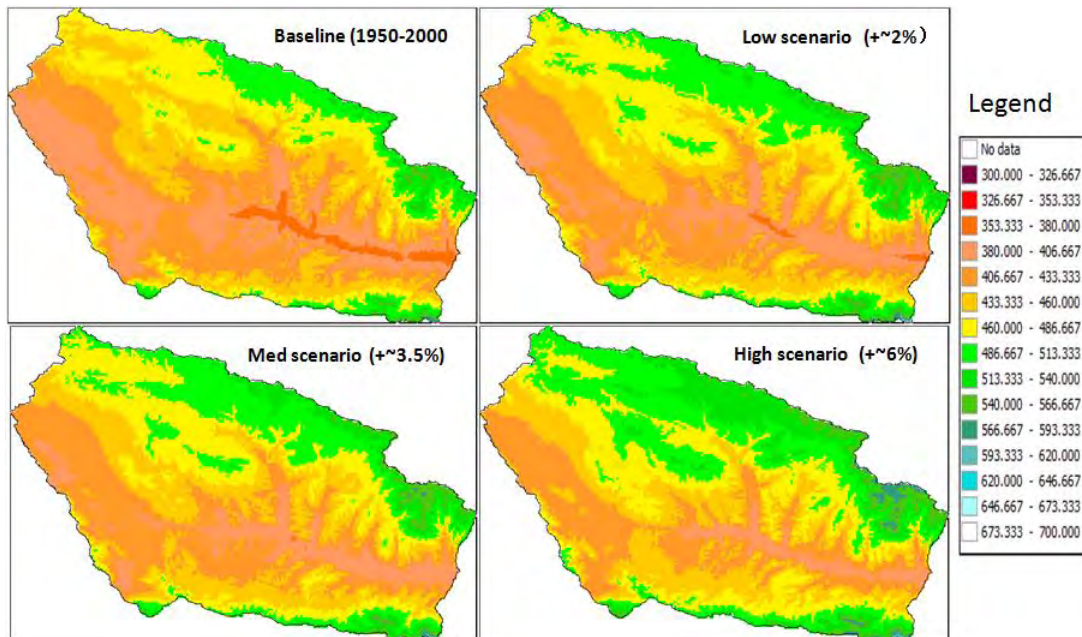 Baseline (1950-2000
Low scenario (+~2%)
Med scenario (+~3.5%)
High scenario (+~6%)
Legend
No data
300.000 - 326.667
326.667 - 353.333
353.333 - 380.000
380.000 - 406.667
406.667 - 433.333
433.333 - 460.000
460.000 - 486.667
486.667 - 513.333
513.333 - 540.000
540.000 - 566.667
566.667 - 593.333
593.333 - 620.000
620.000 - 646.667
646.667 - 673.333
673.333 - 700.000